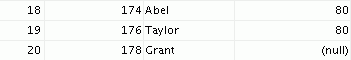 18 174 Abel 80
19 176 Taylor 80
20 178 Grant (null)